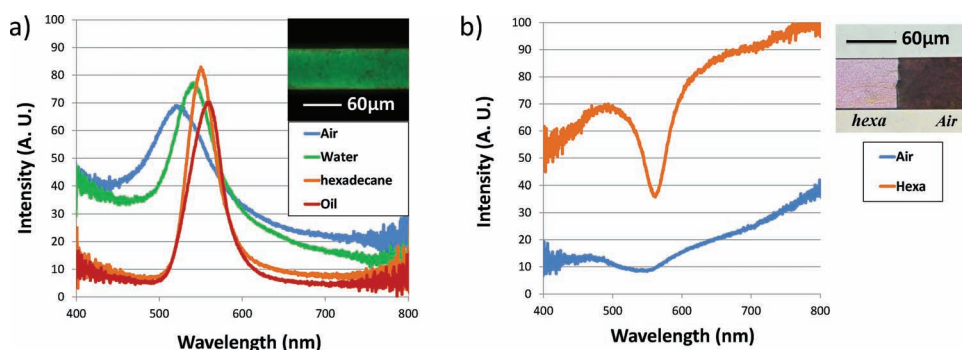 a)
Intensity (A. U.)
100
90
80
70
60
50
40
30
20
10
0
400
500
600
700
800
Wavelength (nm)
60µm
Air
Water
hexadecane
Oil
b)
Intensity (A. U.)
100
90
80
70
60
50
40
30
20
10
0
400
500
600
700
800
Wavelength (nm)
60µm
hexa
Air
Air
Hexa